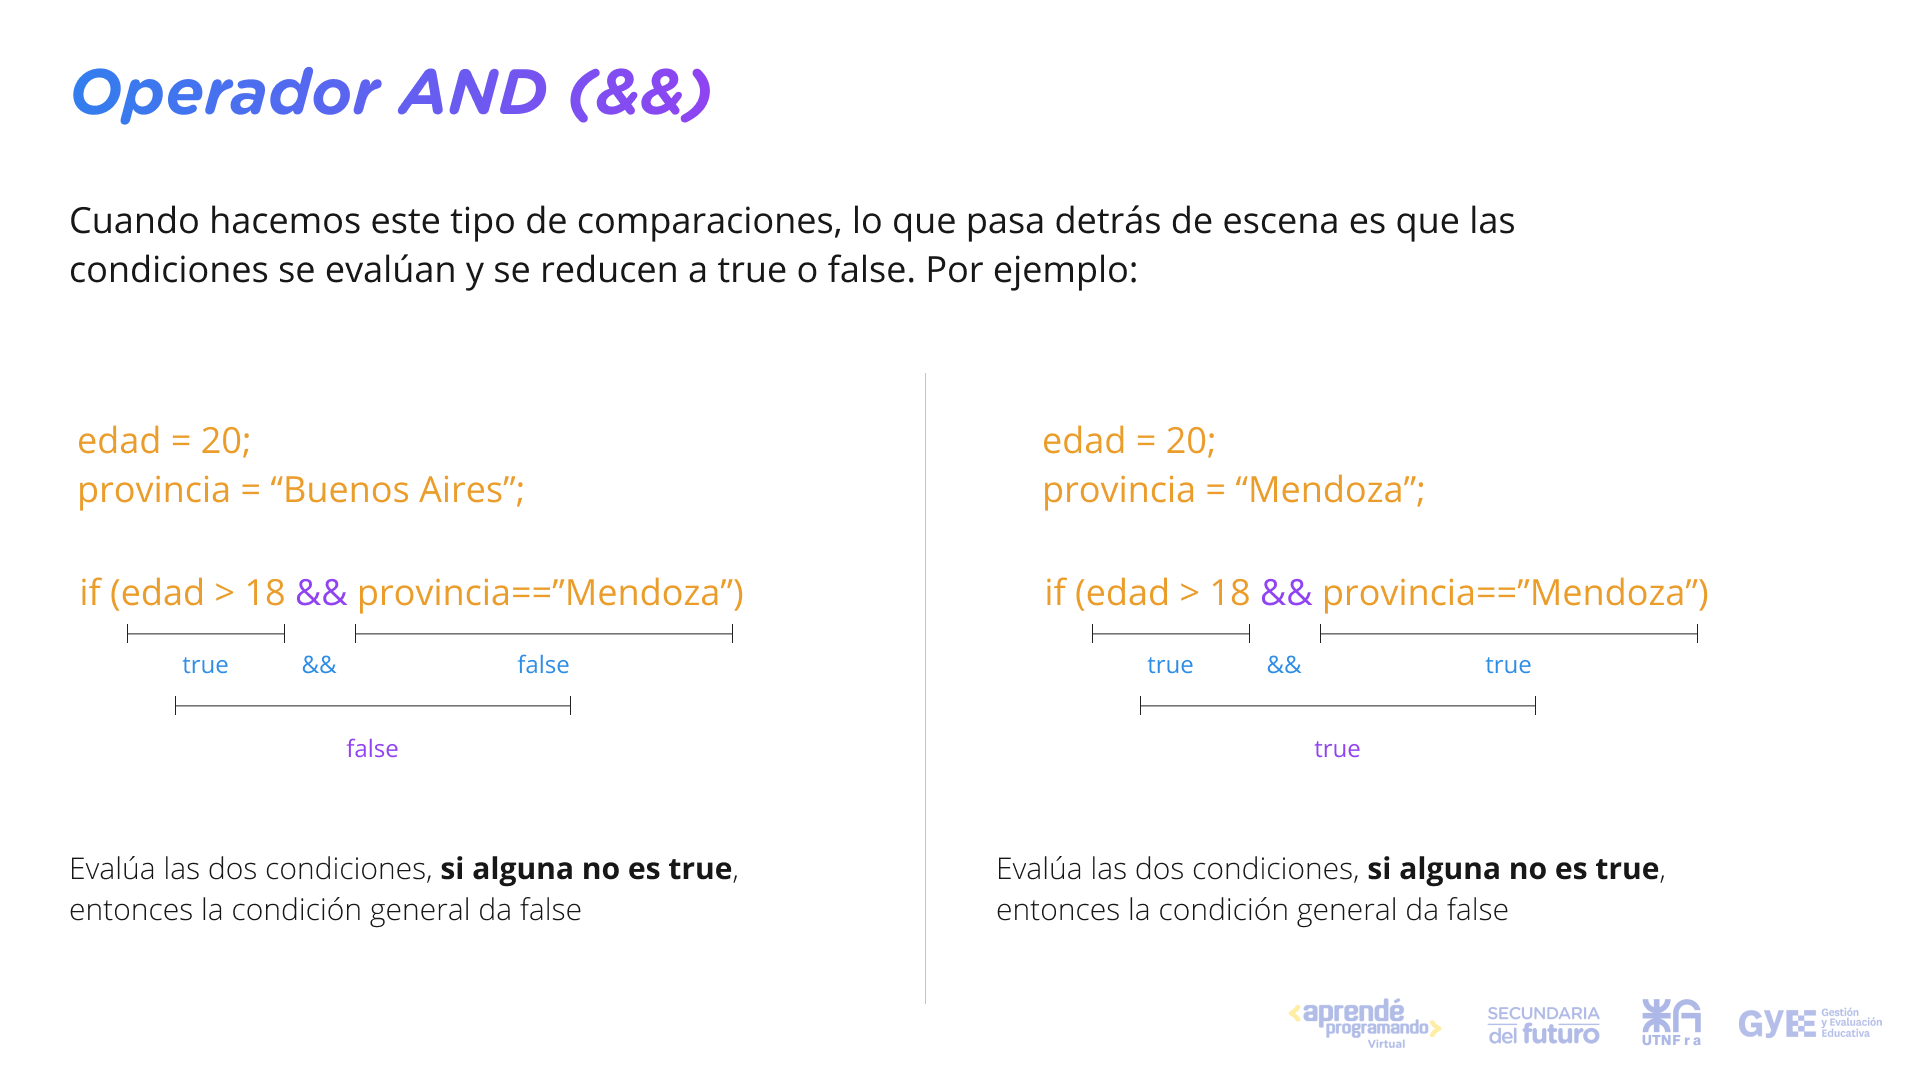 Operador AND (&&)
Cuando hacemos este tipo de comparaciones, lo que pasa detrás de escena es que las
condiciones se evalúan y se reducen a true o false. Por ejemplo:
edad = 20;
provincia = “Buenos Aires”;
if (edad > 18 && provincia==”Mendoza”)
true && false
false
Evalúa las dos condiciones, si alguna no es true,
entonces la condición general da false
edad = 20;
provincia = “Mendoza”;
if (edad > 18 && provincia==”Mendoza”)
true && true
true
Evalúa las dos condiciones, si alguna no es true,
entonces la condición general da false
<aprendé
programando>
Virtual
SECUNDARIA
del futuro
UTNFra
GyEE
Gestión
y Evaluación
Educativa